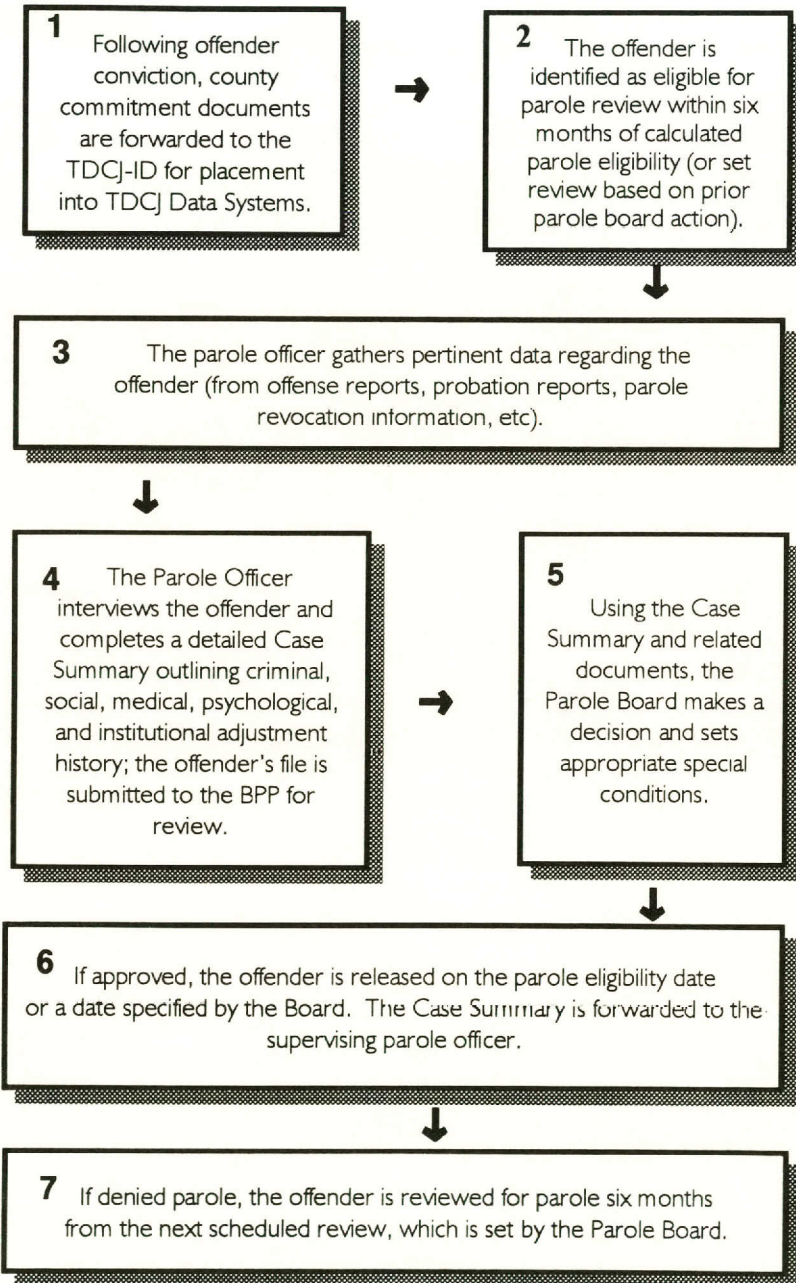 1
Following offender
conviction, county
commitment documents
are forwarded to the
TDCJ-ID for placement
into TDCJ Data Systems.
2
The offender is
identified as eligible for
parole review within six
months of calculated
parole eligibility (or set
review based on prior
parole board action).
3 The parole officer gathers pertinent data regarding the
offender (from offense reports, probation reports, parole
revocation information, etc).
4 The Parole Officer
interviews the offender and
completes a detailed Case
Summary outlining criminal,
social, medical, psychological,
and institutional adjustment
history; the offender's file is
submitted to the BPP for
review.
5
Using the Case
Summary and related
documents, the
Parole Board makes a
decision and sets
appropriate special
conditions.
6 If approved, the offender is released on the parole eligibility date
or a date specified by the Board. The Case Summary is forwarded to the
supervising parole officer.
7 If denied parole, the offender is reviewed for parole six months
from the next scheduled review, which is set by the Parole Board.